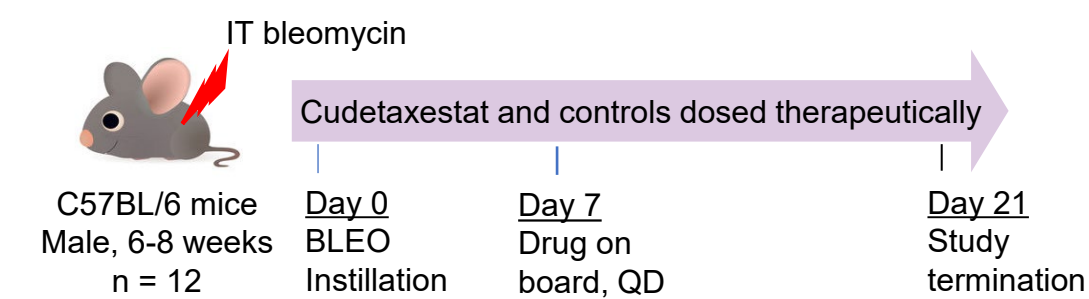 IT bleomycin
Cudetaxestat and controls dosed therapeutically
C57BL/6 mice
Male, 6-8 weeks
n = 12
Day 0
BLEO
Instillation
Day 7
Drug on
board, QD
Day 21
Study
termination